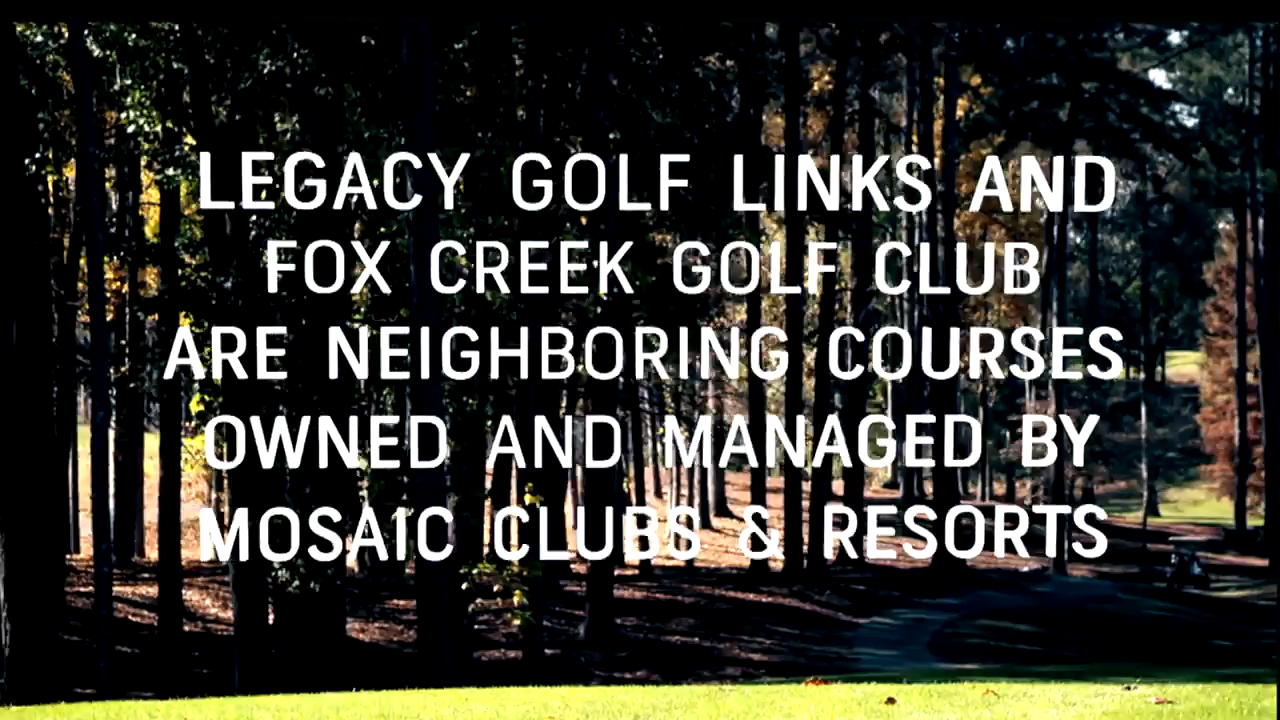 LEGACY GOLF LINKS AND
FOX CREEK GOLF CLUB
ARE NEIGHBORING COURSES
OWNED AND MANAGED BY
MOSAIC CLUBS & RESORTS